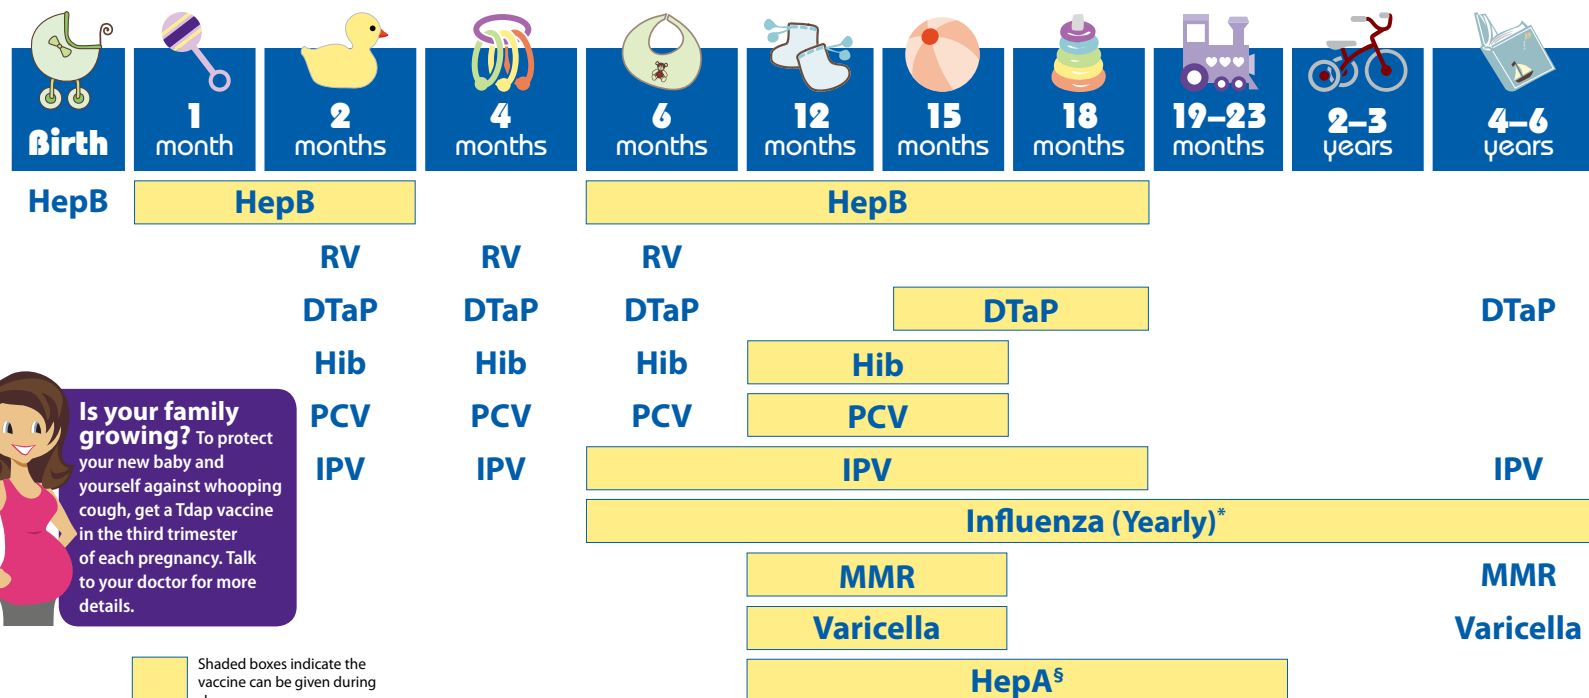 Birth
1
month
2
months
4
months
6
months
12
months
15
months
18
months
19–23
months
2–3
years
4–6
years
HepB HepB HepB
RV RV RV
DTaP DTaP DTaP DTaP DTaP
Hib Hib Hib Hib
PCV PCV PCV PCV
IPV IPV IPV IPV
Influenza (Yearly)*
MMR MMR
Varicella Varicella
HepA§
Is your family
growing? To protect
your new baby and
yourself against whooping
cough, get a Tdap vaccine
in the third trimester
of each pregnancy. Talk
to your doctor for more
details.
Shaded boxes indicate the
vaccine can be given during